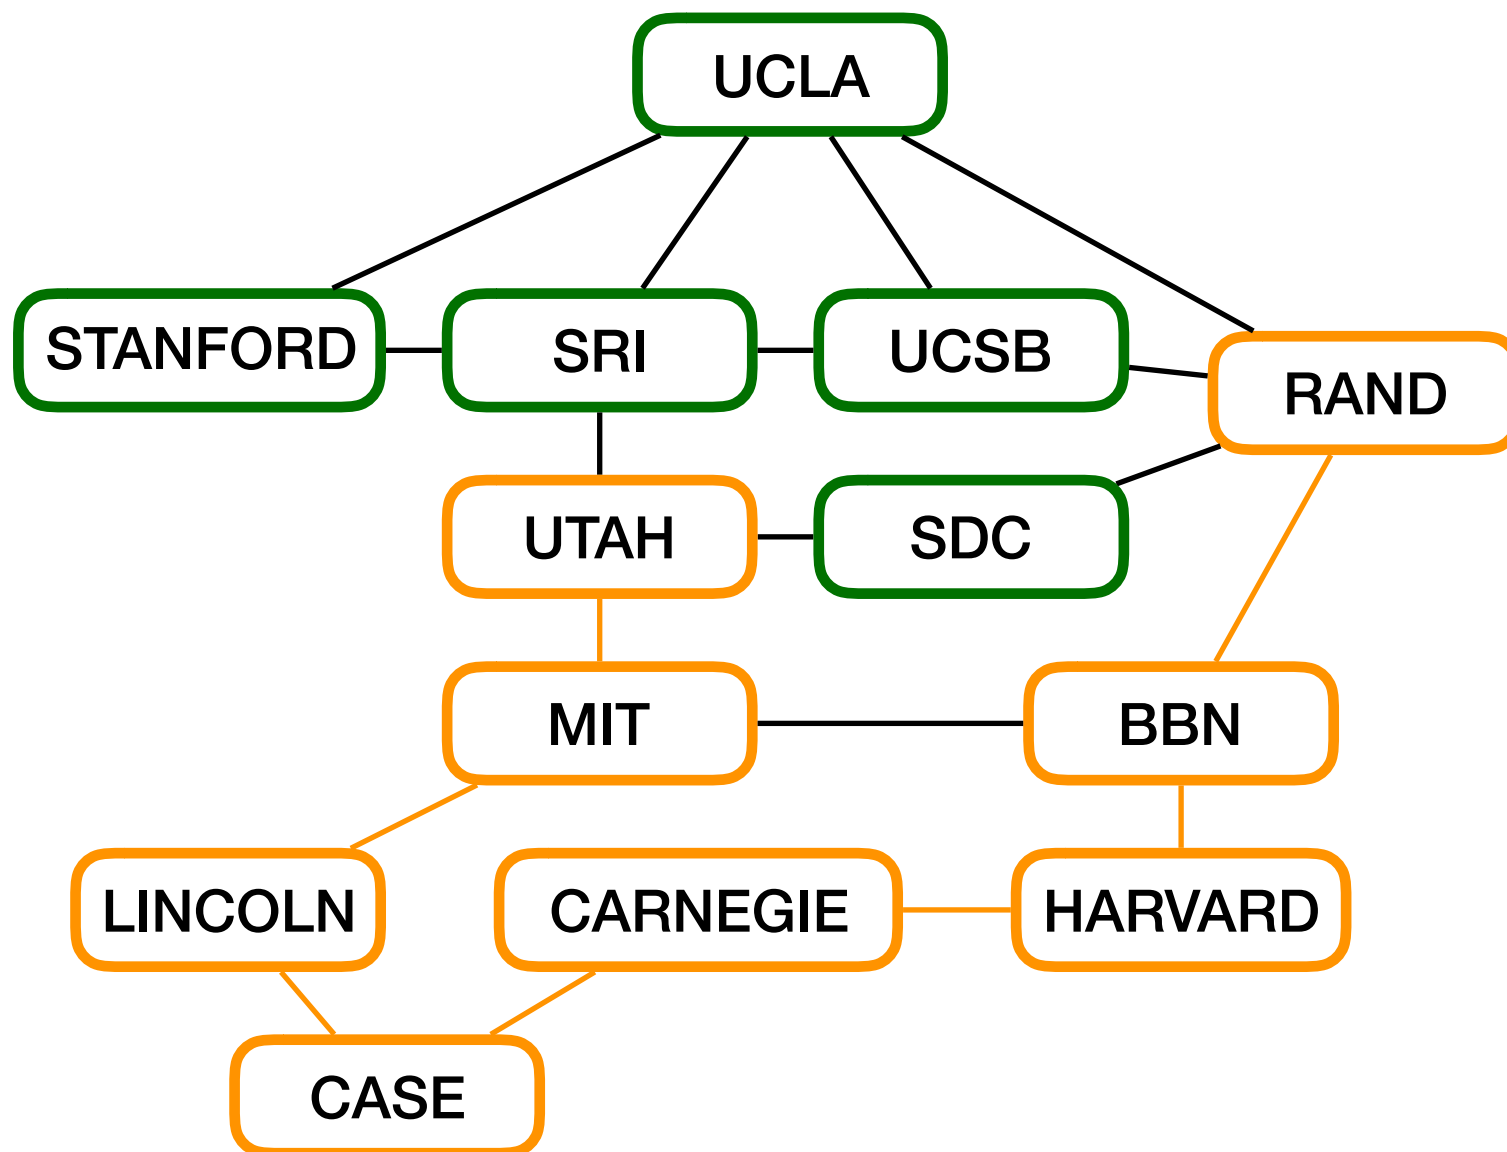 UCLA
STANFORD
SRI
UCSB
RAND
UTAH
SDC
MIT
BBN
LINCOLN
CARNEGIE
HARVARD
CASE